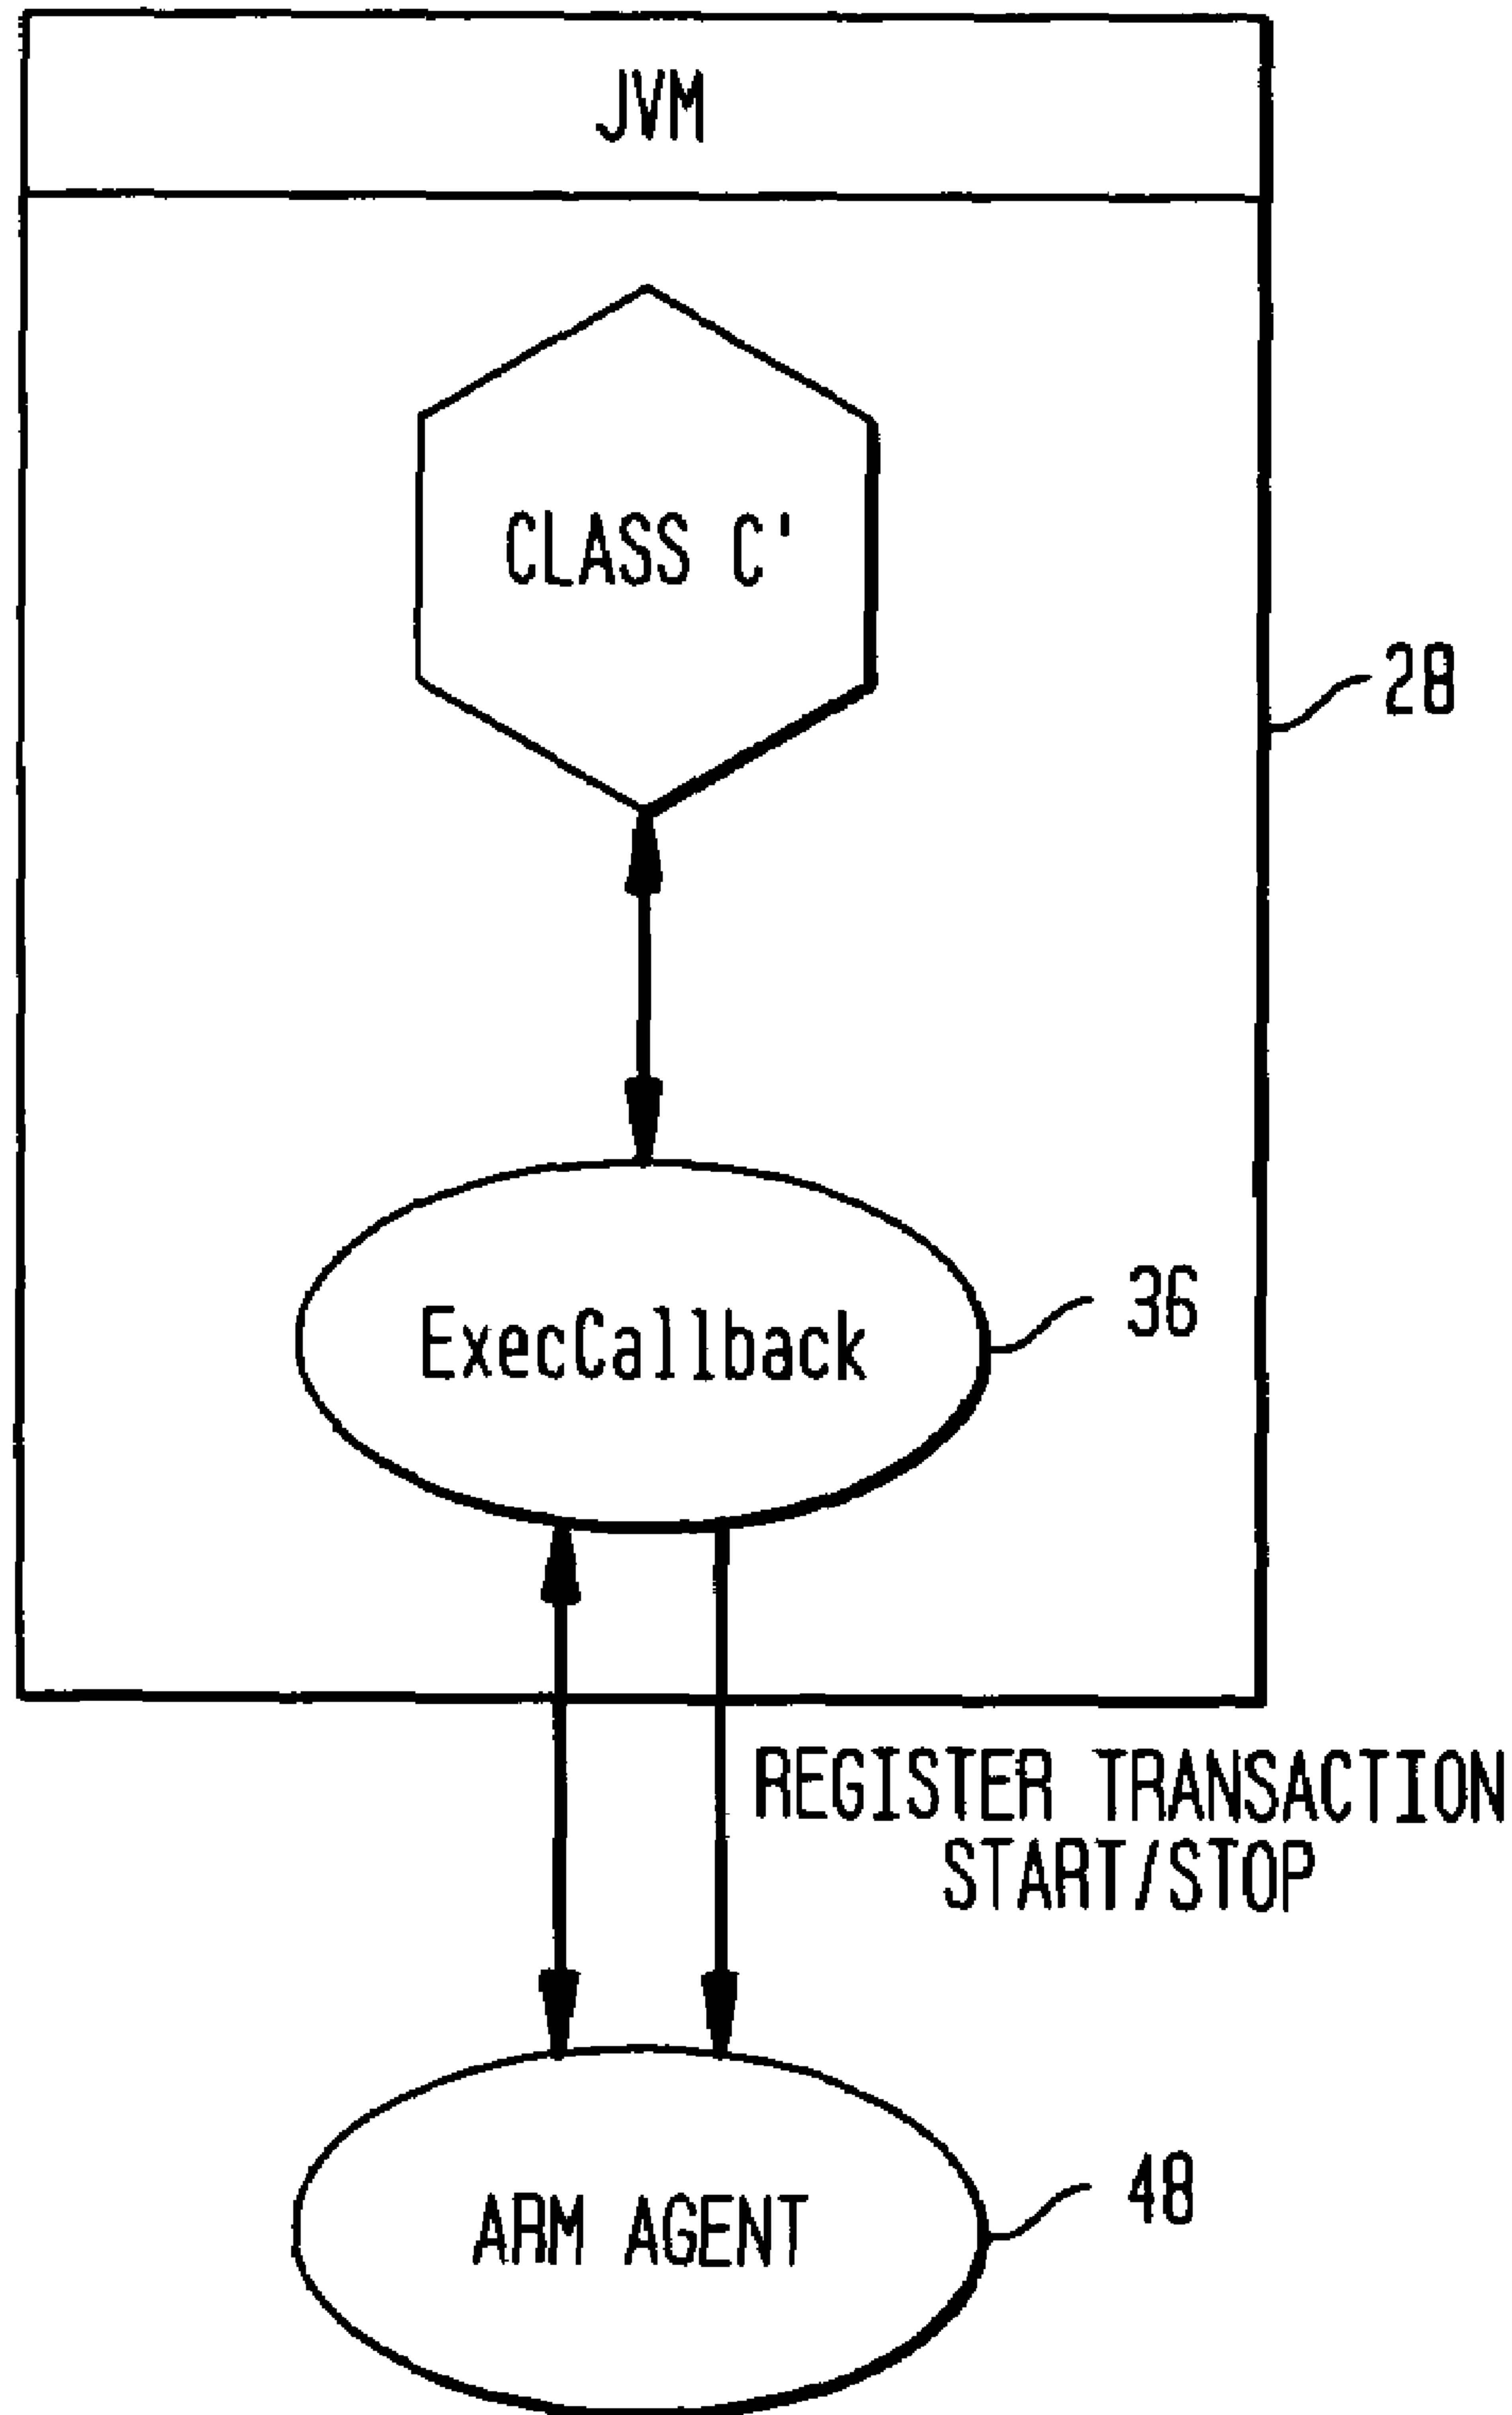 JVM
CLASS C'
28
ExecCallback
36
REGISTER TRANSACTION
START/STOP
ARM AGENT
48